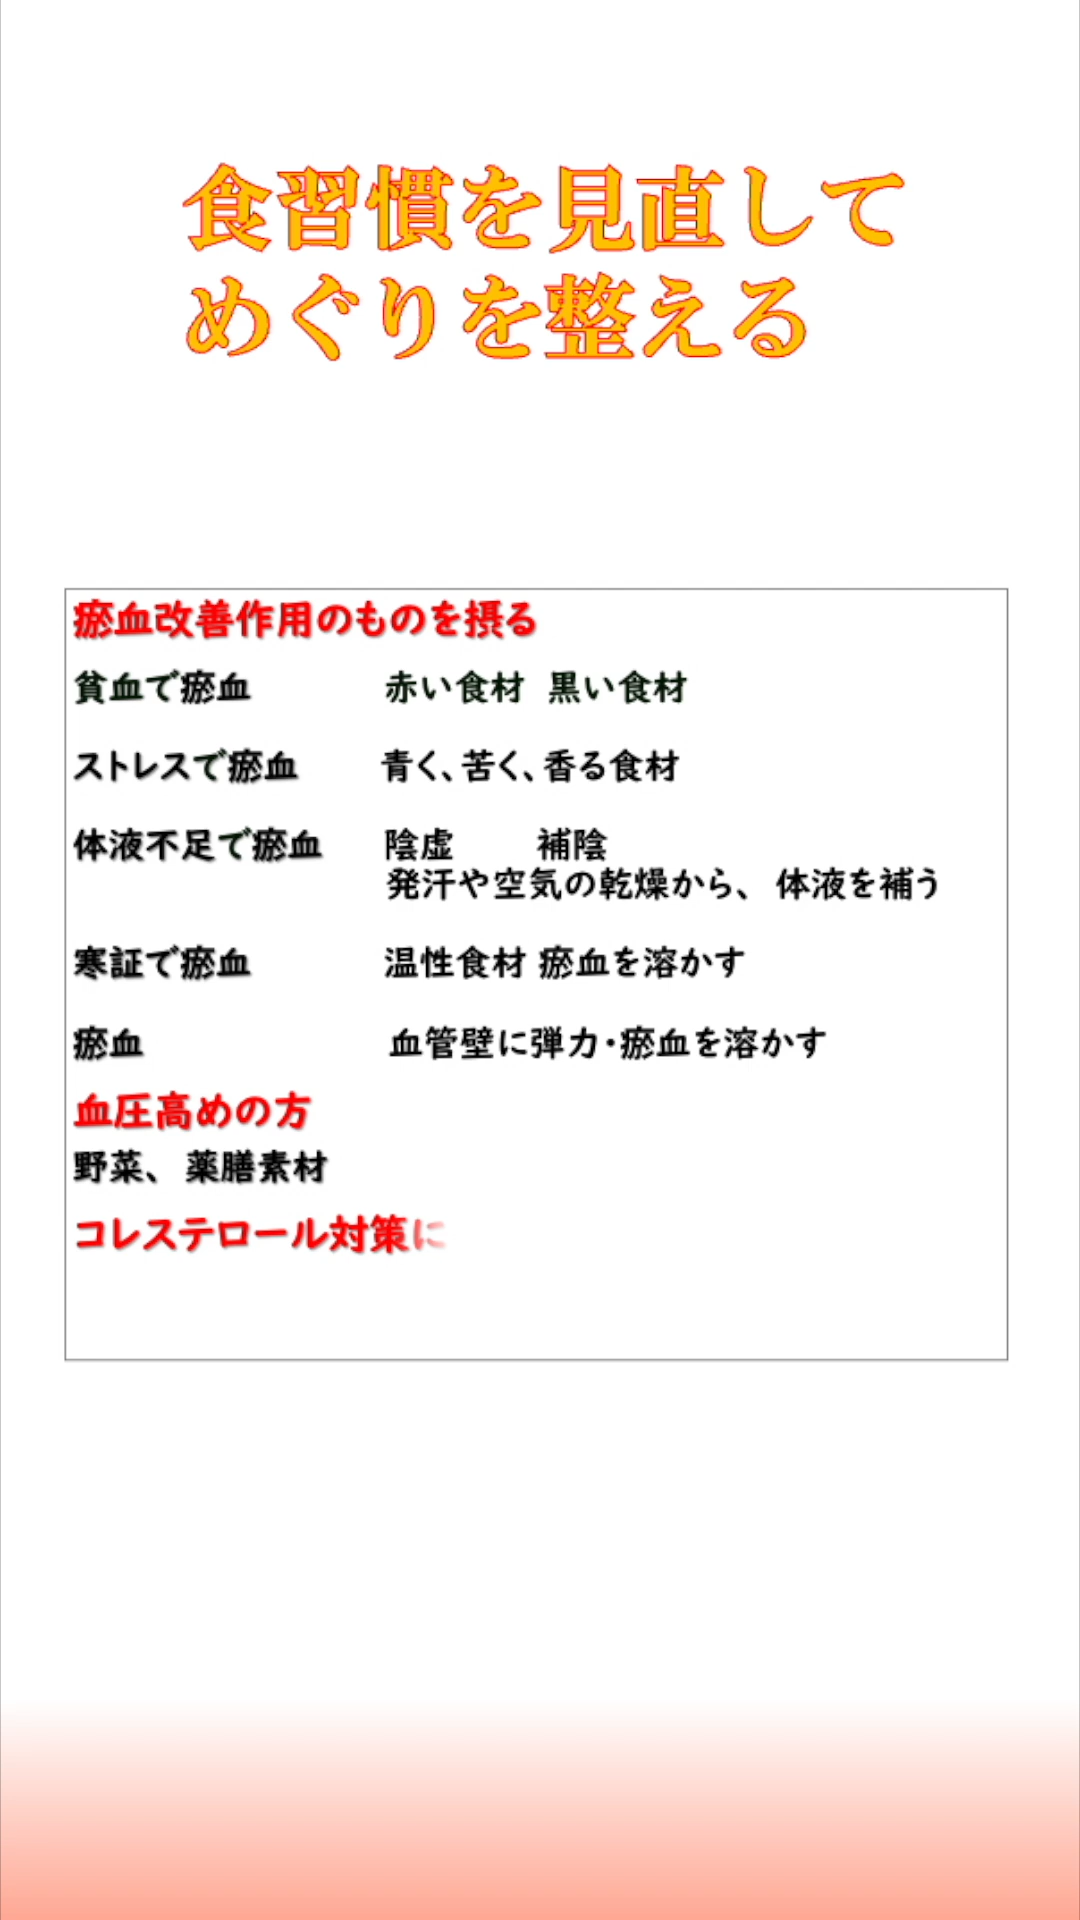 食習慣を見直して
めぐりを整える
瘀血改善作用のものを摂る
貧血で瘀血 赤い食材 黒い食材
ストレスで瘀血 青く、苦く、香る食材
体液不足で瘀血 陰虚 補陰
発汗や空気の乾燥から、体液を補う
寒証で瘀血 温性食材 瘀血を溶かす
瘀血 血管壁に弾力・瘀血を溶かす
血圧高めの方
野菜、薬膳素材
コレステロール対策に